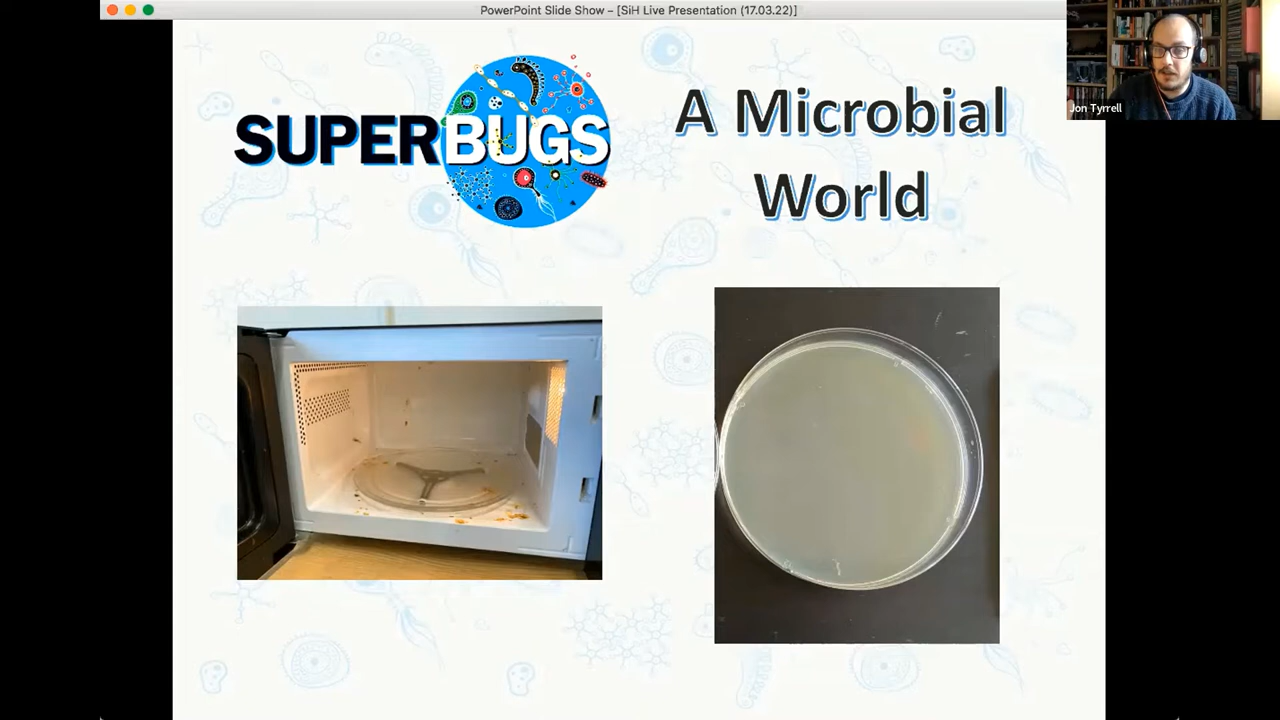 PowerPoint Slide Show – [SiH Live Presentation (17.03.22)]
Jon Tyrrell
SUPERBUGS
A Microbial
World